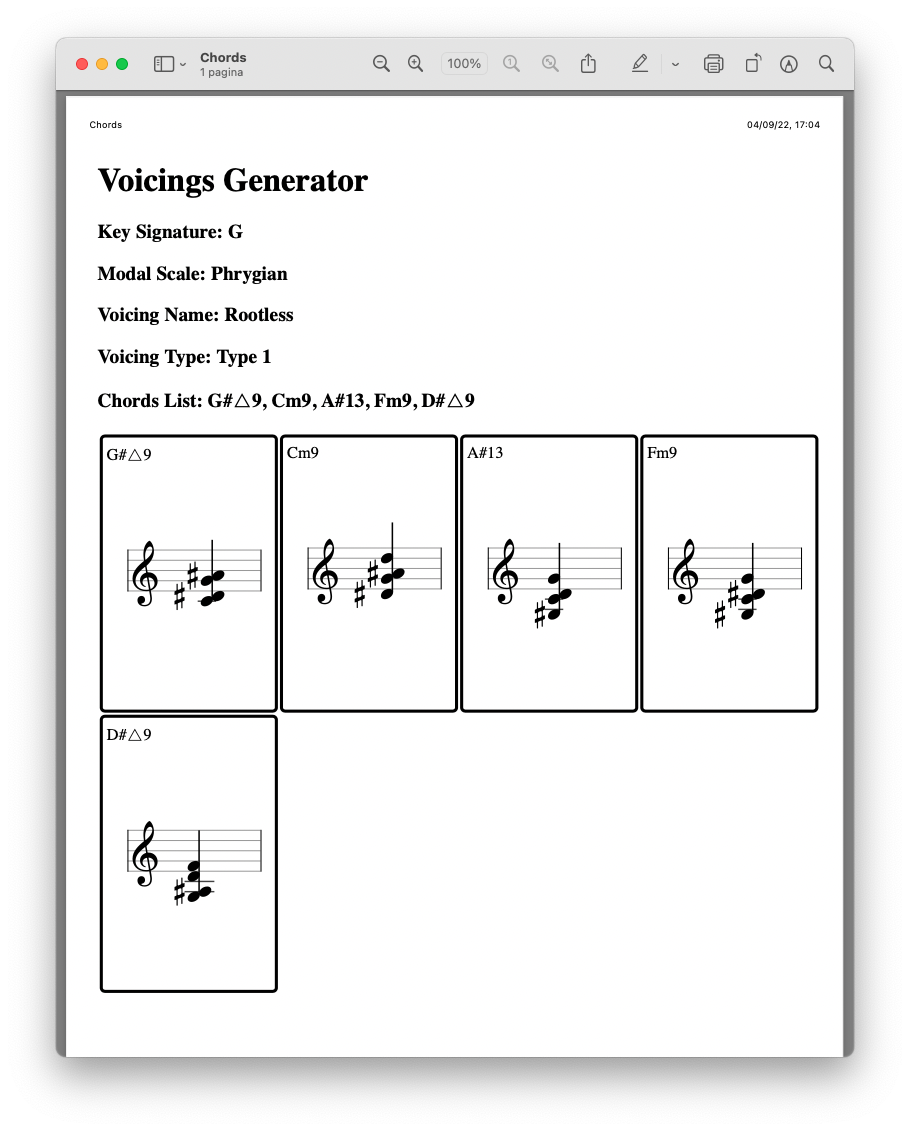 Chords
1 pagina
100%
Chords
04/09/22, 17:04
Voicings Generator
Key Signature: G
Modal Scale: Phrygian
Voicing Name: Rootless
Voicing Type: Type 1
Chords List: G#△9, Cm9, A#13, Fm9, D#△9
G#△9
Cm9
A#13
Fm9
D#△9